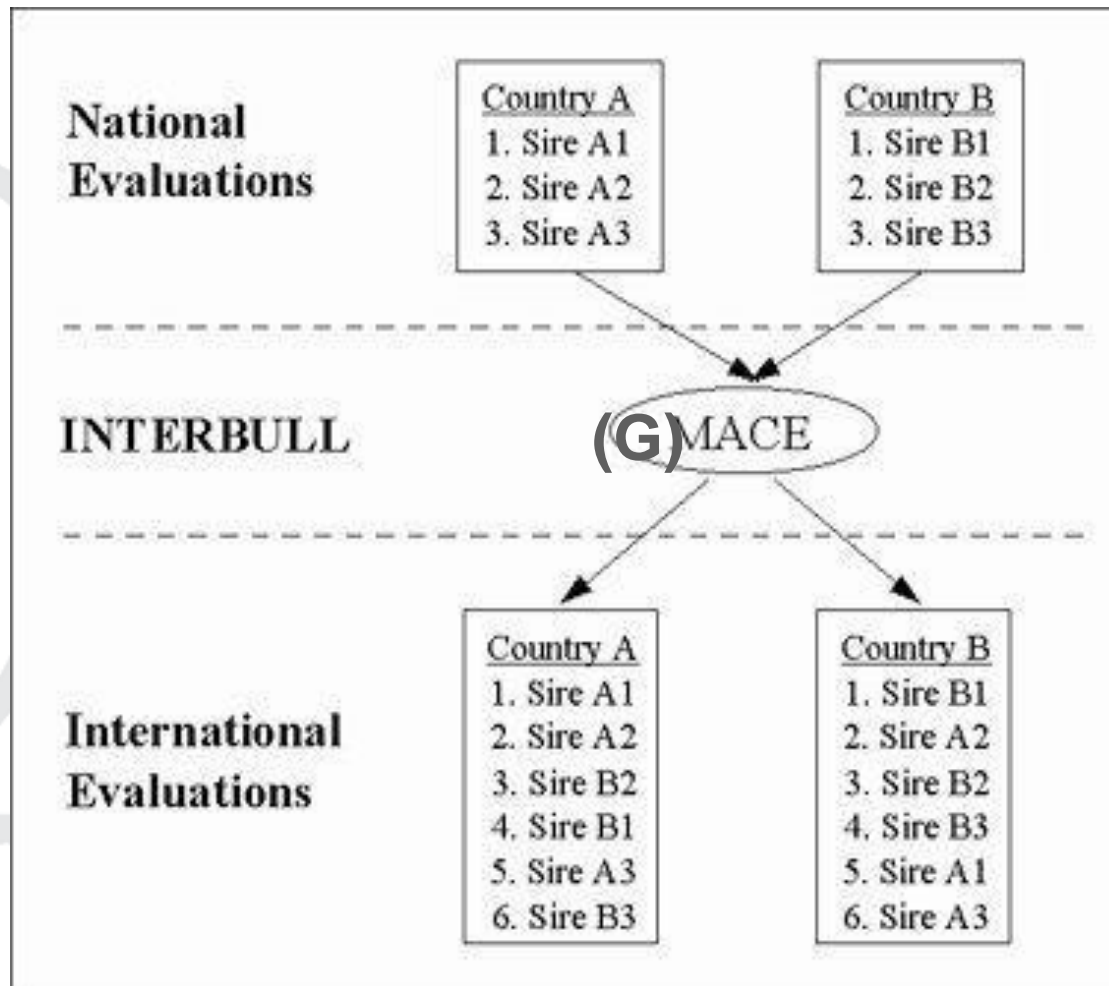 National
Evaluations
Country A
1. Sire A1
2. Sire A2
3. Sire A3
Country B
1. Sire B1
2. Sire B2
3. Sire B3
INTERBULL
(G)MACE
International
Evaluations
Country A
1. Sire A1
2. Sire A2
3. Sire B2
4. Sire B1
5. Sire A3
6. Sire B3
Country B
1. Sire B1
2. Sire A2
3. Sire B2
4. Sire B3
5. Sire A1
6. Sire A3